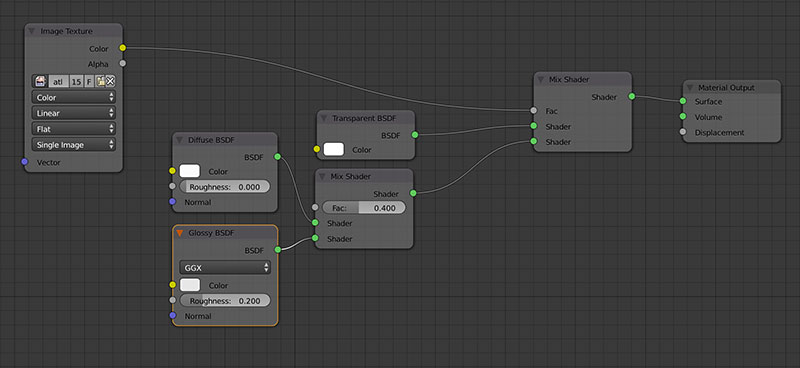 Image Texture
Color
Alpha
atl 15 F
Color
Linear
Flat
Single Image
Vector
Diffuse BSDF
BSDF
Color
Roughness: 0.000
Normal
Glossy BSDF
BSDF
GGX
Color
Roughness: 0.200
Normal
Transparent BSDF
BSDF
Color
Mix Shader
Shader
Fac: 0.400
Shader
Shader
Mix Shader
Shader
Fac
Shader
Shader
Material Output
Surface
Volume
Displacement